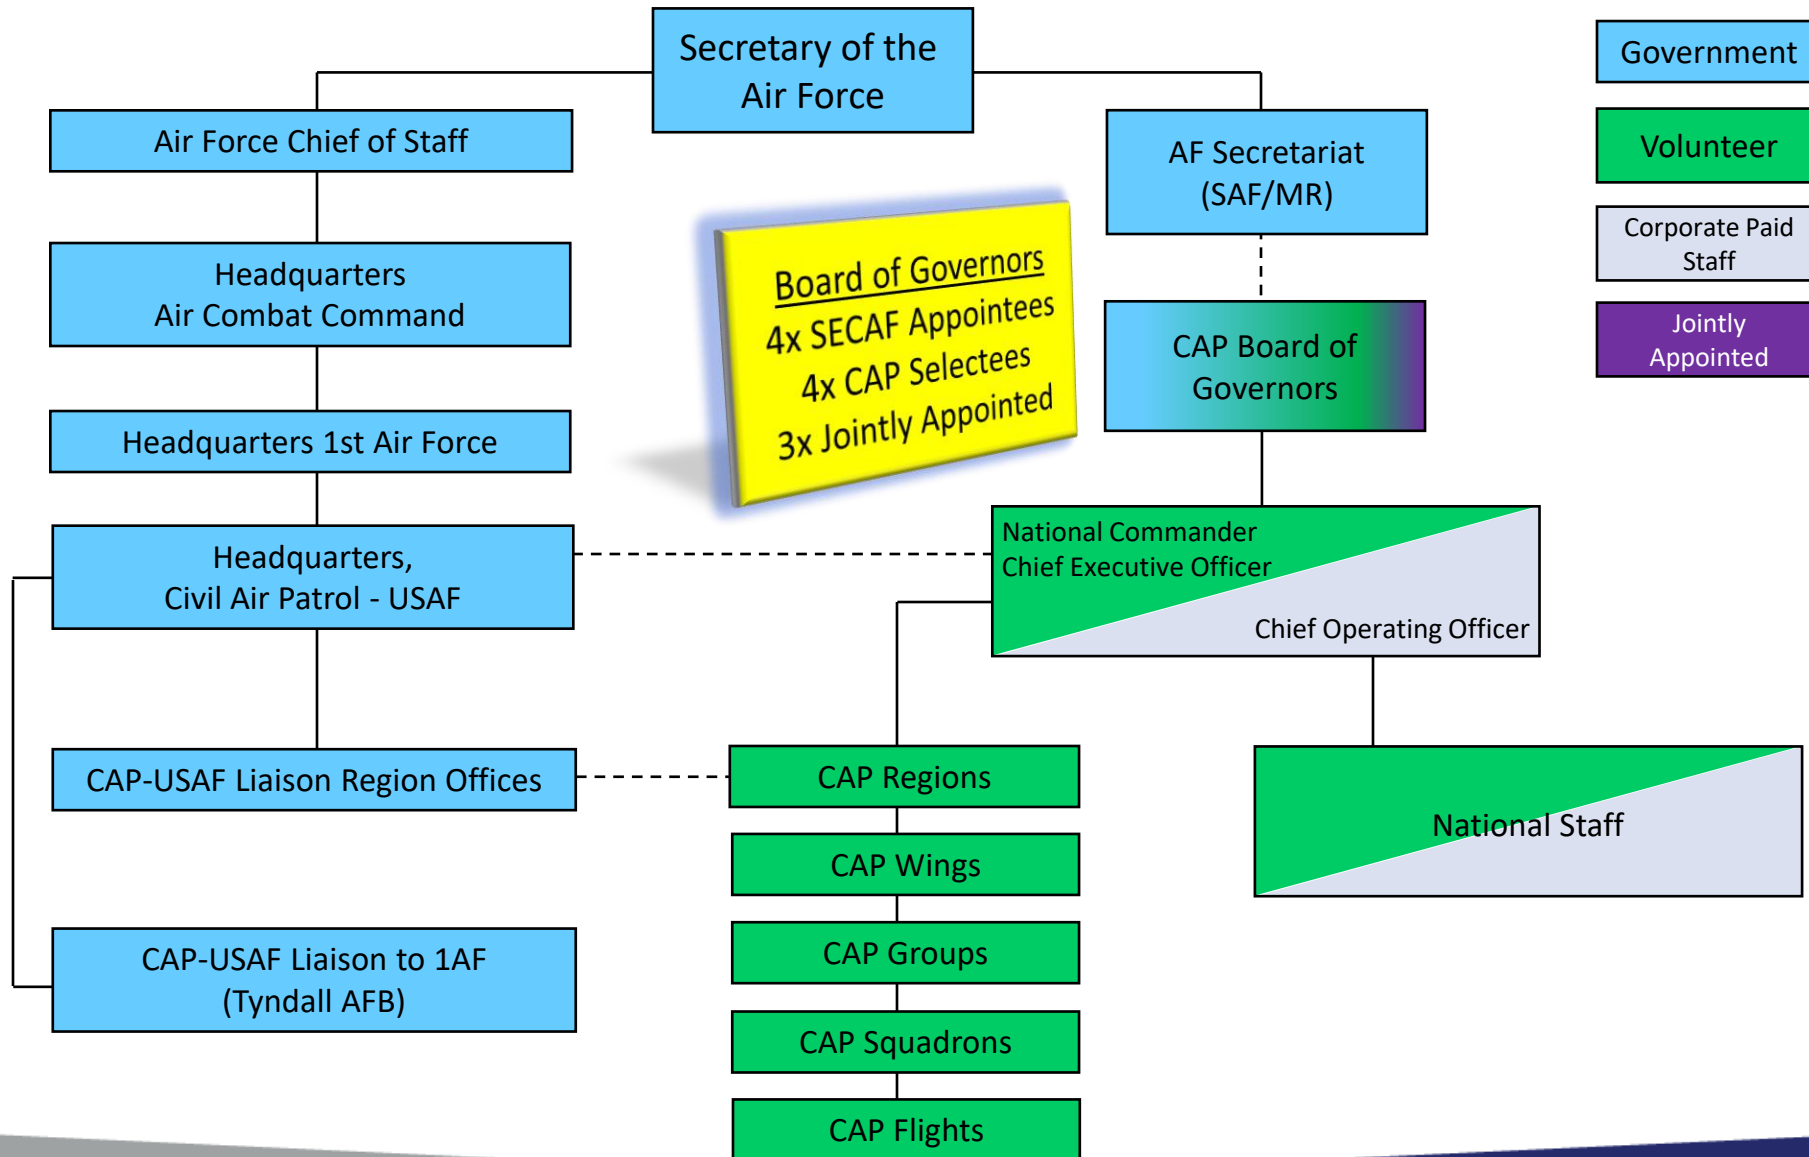 Secretary of the
Air Force
Government
Air Force Chief of Staff
AF Secretariat
(SAF/MR)
Volunteer
Corporate Paid
Staff
Headquarters
Air Combat Command
Board of Governors
4x SECAF Appointees
4x CAP Selectees
3x Jointly Appointed
CAP Board of
Governors
Jointly
Appointed
Headquarters 1st Air Force
Headquarters,
Civil Air Patrol - USAF
National Commander
Chief Executive Officer
Chief Operating Officer
CAP-USAF Liaison Region Offices
CAP Regions
National Staff
CAP Wings
CAP-USAF Liaison to 1AF
(Tyndall AFB)
CAP Groups
CAP Squadrons
CAP Flights